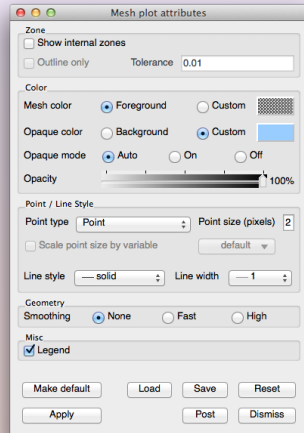 Mesh plot attributes
Zone
Show internal zones
Outline only Tolerance 0.01
Color
Mesh color Foreground Custom
Opaque color Background Custom
Opaque mode Auto On Off
Opacity 100%
Point / Line Style
Point type Point Point size (pixels) 2
Scale point size by variable default
Line style solid Line width 1
Geometry
Smoothing None Fast High
Misc
Legend
Make default Load Save Reset
Apply Post Dismiss